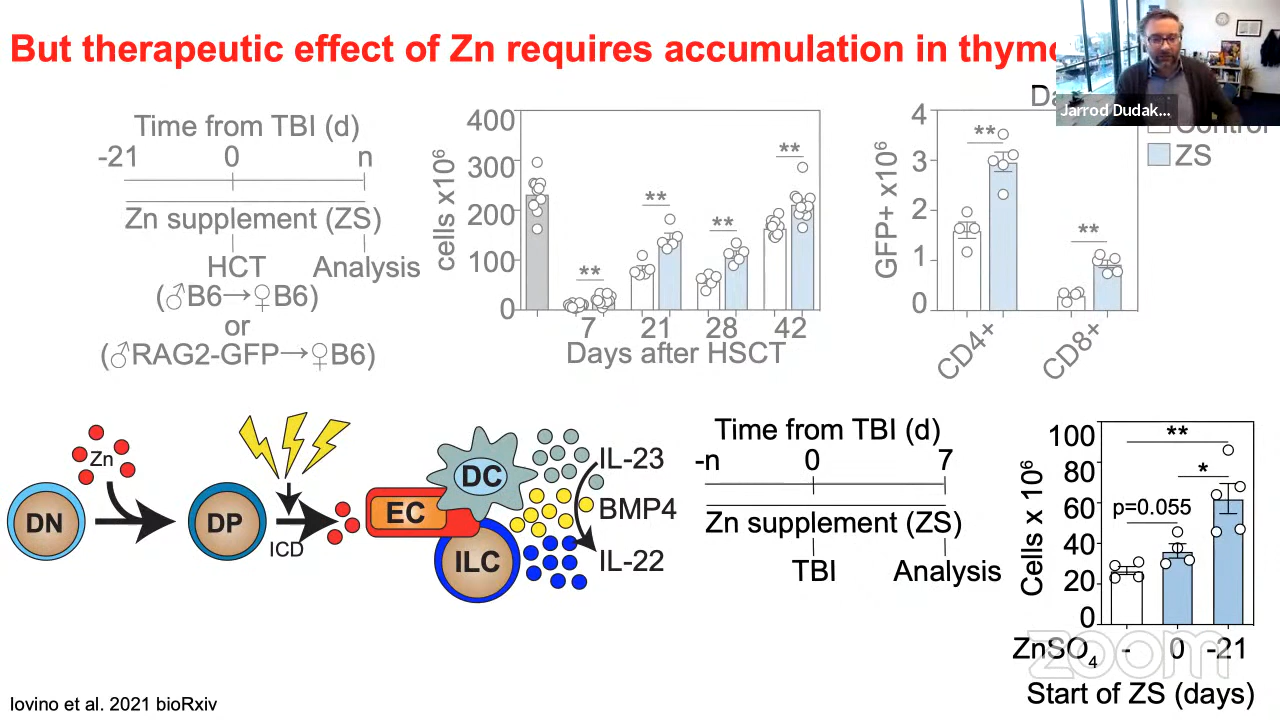 But therapeutic effect of Zn requires accumulation in
Jarrod Dudak...
Time from TBI (d)
-21 0 n
Zn supplement (ZS)
HCT Analysis
(♂B6→♀B6)
or
(♂RAG2-GFP→♀B6)
cells x10⁶
400
300
200
100
0
** ** ** **
7 21 28 42
Days after HSCT
GFP+ x10⁶
4
3
2
1
0
** **
CD4+ CD8+
Control
ZS
Zn
DN
DP
ICD
EC
DC
ILC
IL-23
BMP4
IL-22
Time from TBI (d)
-n 0 7
Zn supplement (ZS)
TBI Analysis
Cells x 10⁶
100
80
60
40
20
0
**
*
p=0.055
ZnSO₄ - 0 -21
Start of ZS (days)
zoom
Iovino et al. 2021 bioRxiv